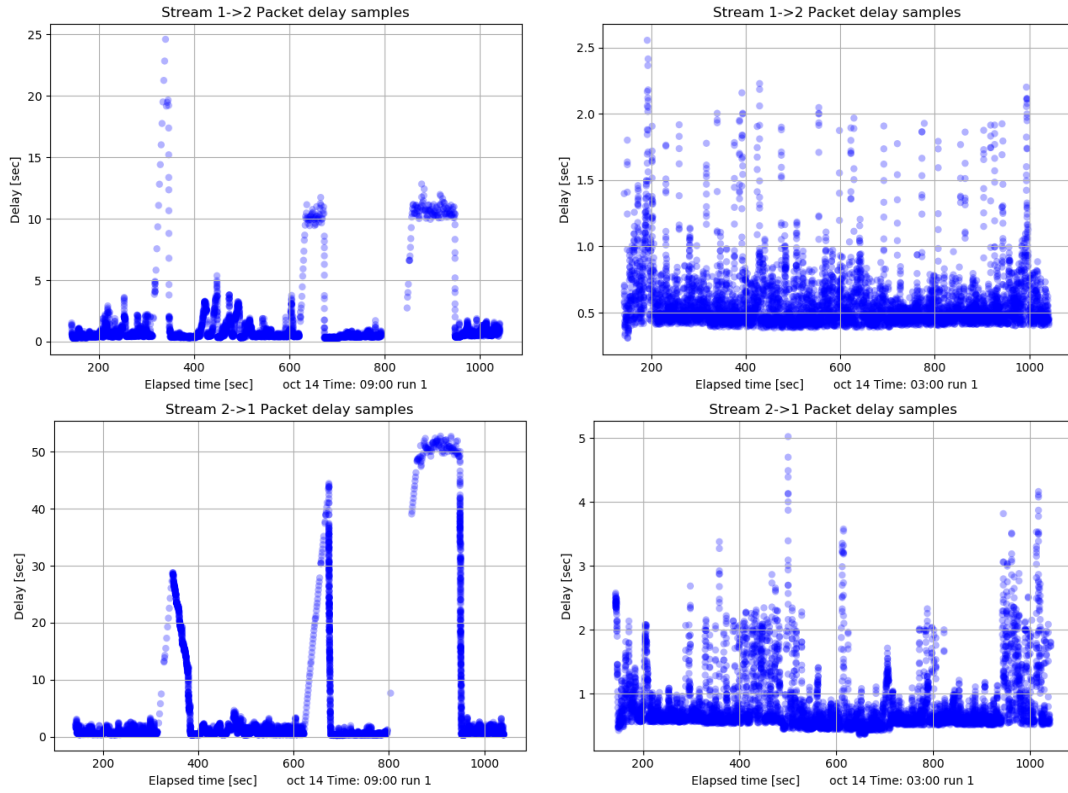 Stream 1->2 Packet delay samples
Delay [sec]
25
20
15
10
5
0
200 400 600 800 1000
Elapsed time [sec] oct 14 Time: 09:00 run 1
Stream 1->2 Packet delay samples
Delay [sec]
2.5
2.0
1.5
1.0
0.5
200 400 600 800 1000
Elapsed time [sec] oct 14 Time: 03:00 run 1
Stream 2->1 Packet delay samples
Delay [sec]
50
40
30
20
10
0
200 400 600 800 1000
Elapsed time [sec] oct 14 Time: 09:00 run 1
Stream 2->1 Packet delay samples
Delay [sec]
5
4
3
2
1
200 400 600 800 1000
Elapsed time [sec] oct 14 Time: 03:00 run 1